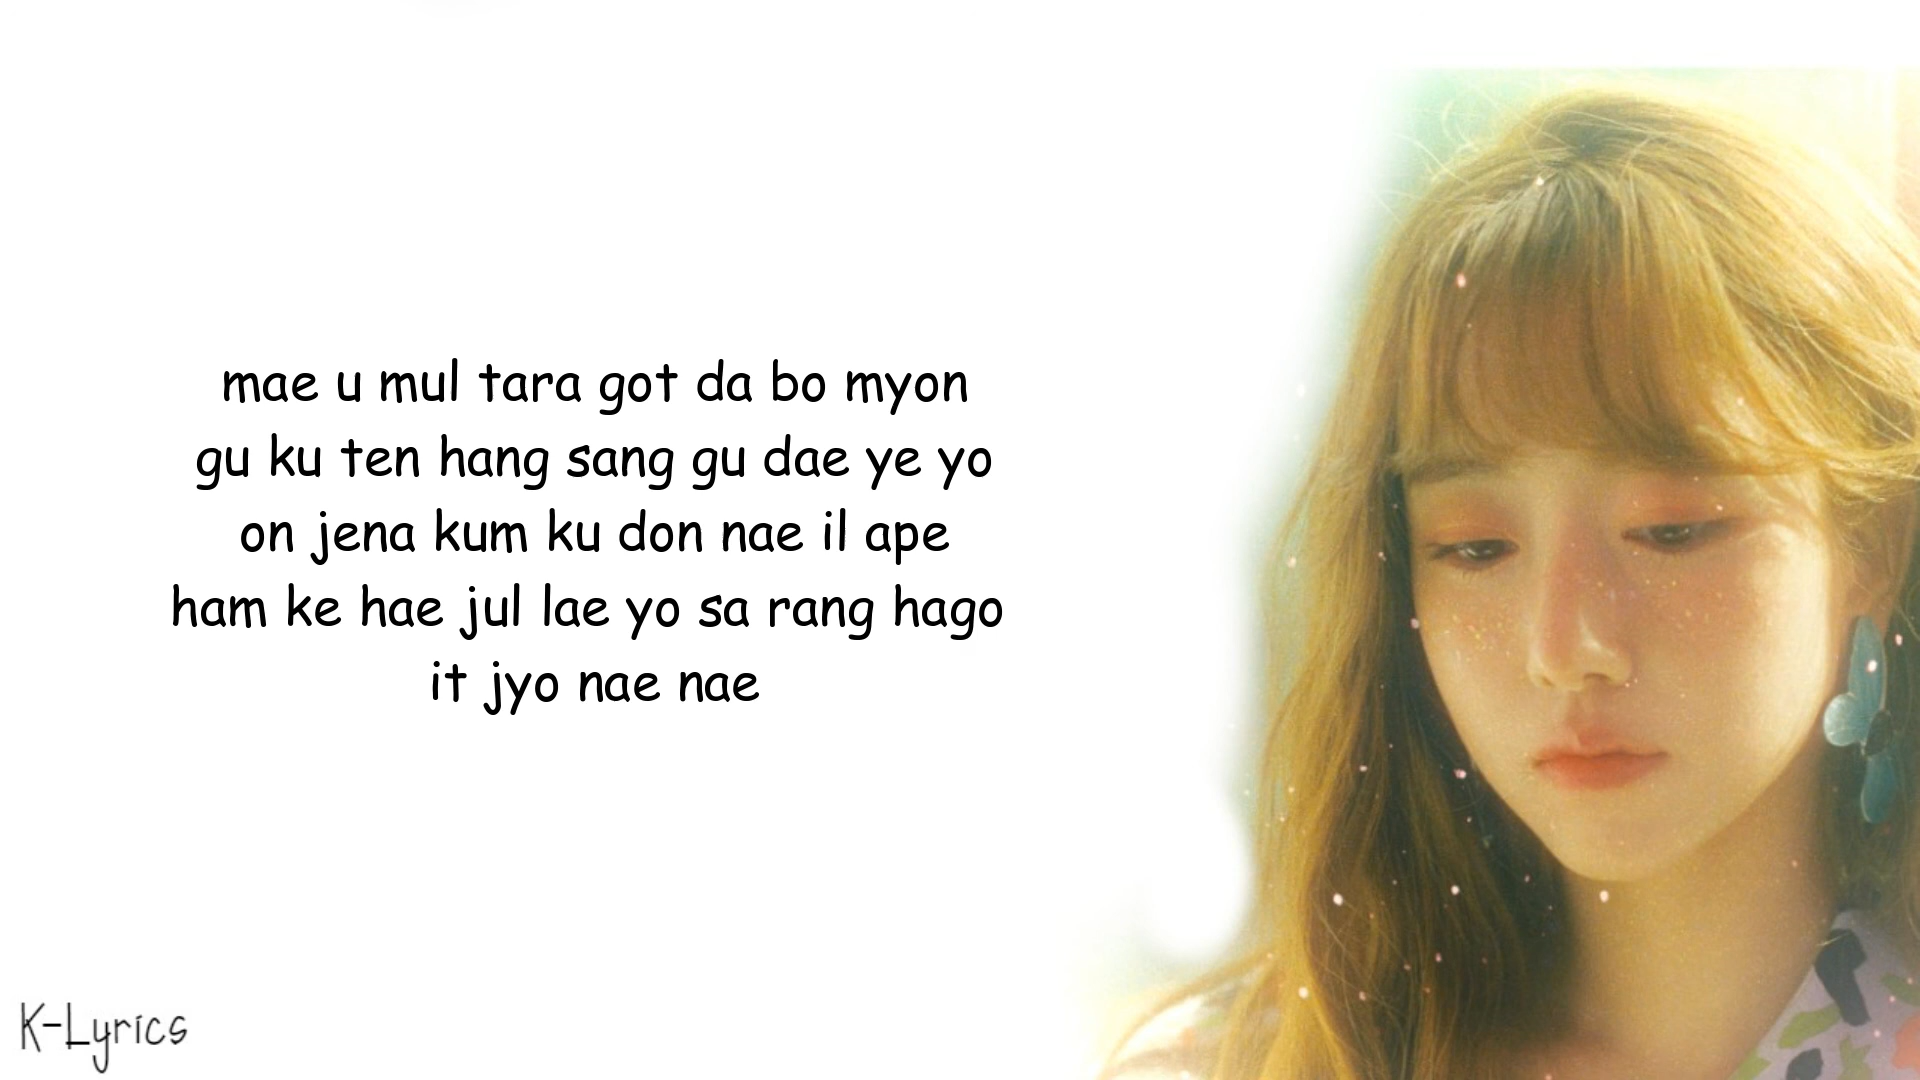 mae u mul tara got da bo myon
gu ku ten hang sang gu dae ye yo
on jena kum ku don nae il ape
ham ke hae jul lae yo sa rang hago
it jyo nae nae
K-Lyrics